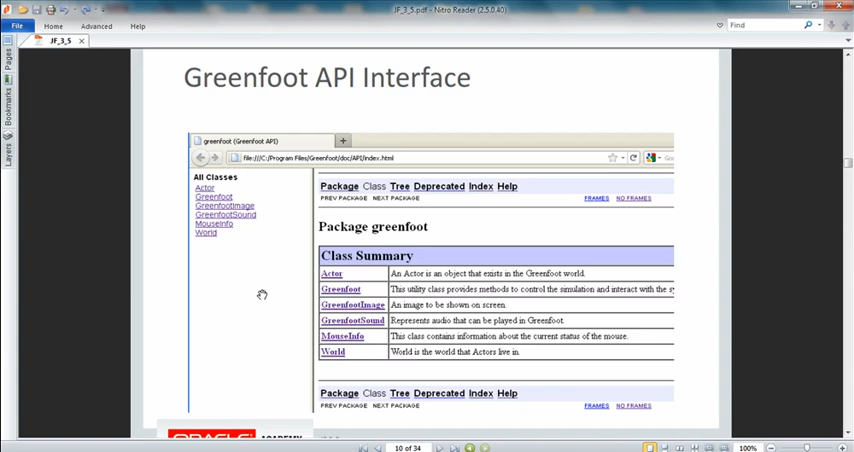 JF_3_5.pdf - Nitro Reader (2.5.0.40)
File Home Advanced Help Find
JF_3_5
Pages
Bookmarks
Layers
Greenfoot API Interface
greenfoot (Greenfoot API)
file:///C:/Program Files/Greenfoot/doc/API/index.html
All Classes
Actor
Greenfoot
GreenfootImage
GreenfootSound
MouseInfo
World
Package Class Tree Deprecated Index Help
PREV PACKAGE NEXT PACKAGE FRAMES NO FRAMES
Package greenfoot
Class Summary
Actor An Actor is an object that exists in the Greenfoot world.
Greenfoot This utility class provides methods to control the simulation and interact with the sy
GreenfootImage An image to be shown on screen.
GreenfootSound Represents audio that can be played in Greenfoot.
MouseInfo This class contains information about the current status of the mouse.
World World is the world that Actors live in.
Package Class Tree Deprecated Index Help
PREV PACKAGE NEXT PACKAGE FRAMES NO FRAMES
ORACLE ACADEMY
10 of 34
100%